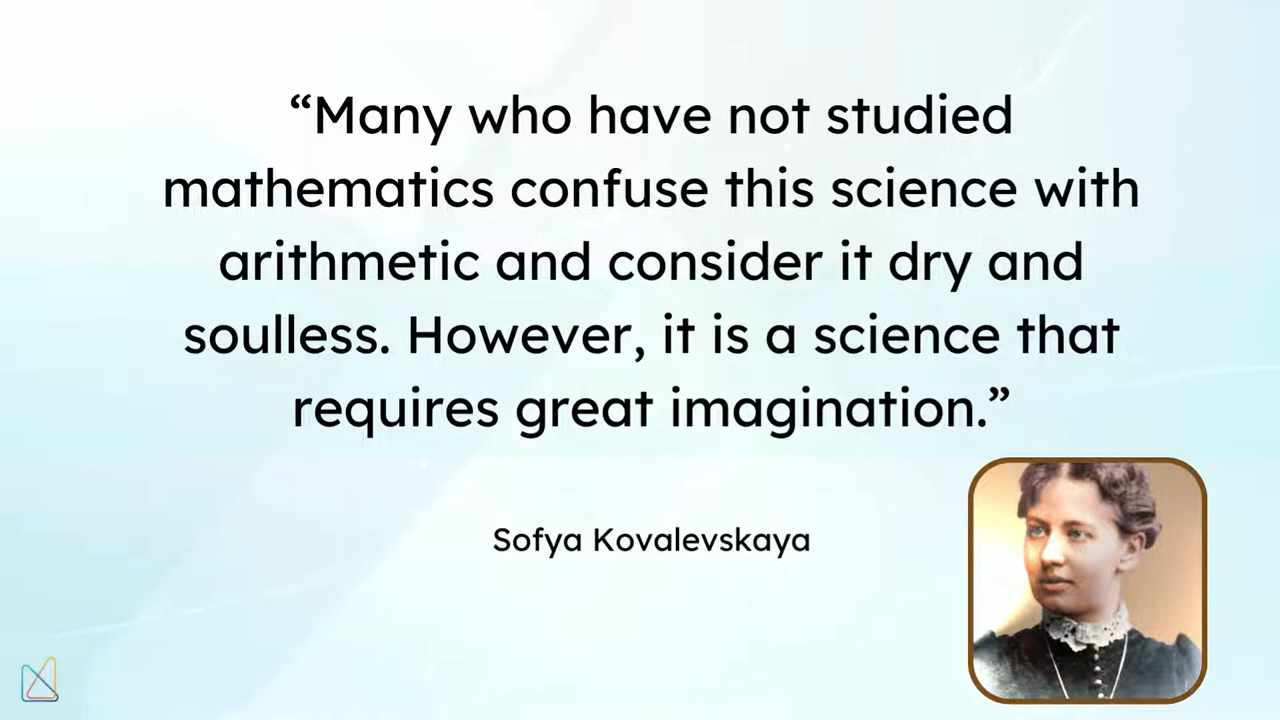 “Many who have not studied
mathematics confuse this science with
arithmetic and consider it dry and
soulless. However, it is a science that
requires great imagination.”
Sofya Kovalevskaya